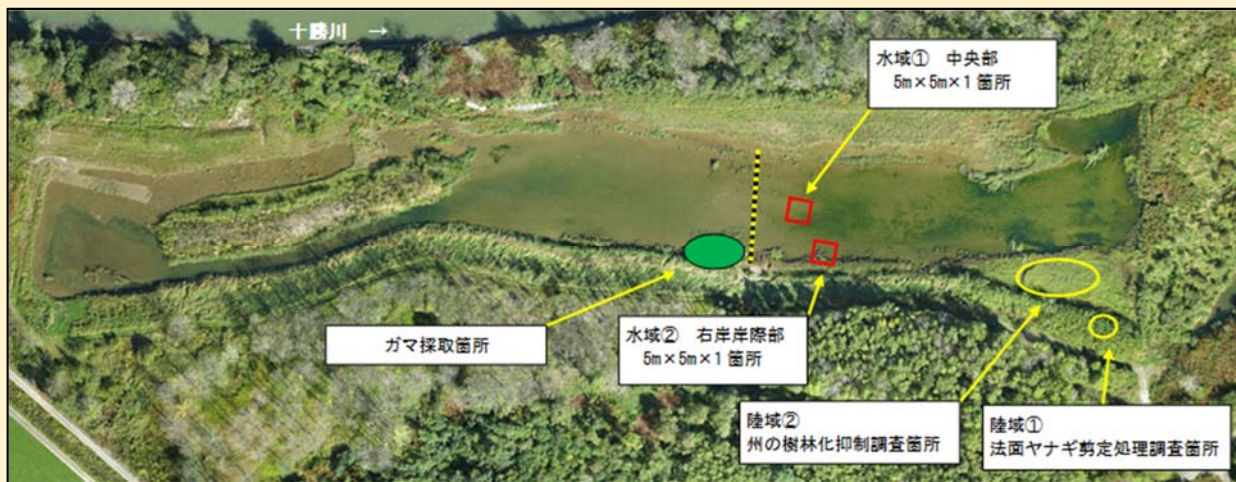 十勝川 →
水域① 中央部
5m×5m×1箇所
ガマ採取箇所
水域② 右岸岸際部
5m×5m×1箇所
陸域②
州の樹林化抑制調査箇所
陸域①
法面ヤナギ剪定処理調査箇所